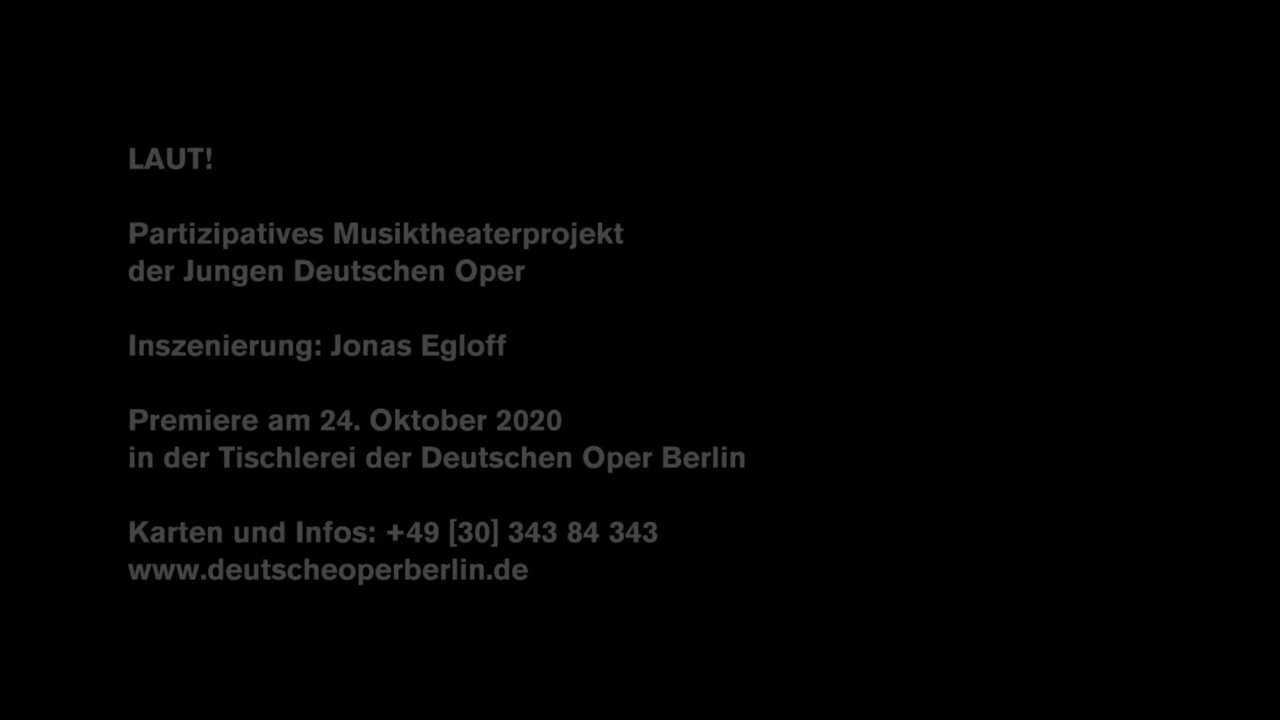 LAUT!
Partizipatives Musiktheaterprojekt
der Jungen Deutschen Oper
Inszenierung: Jonas Egloff
Premiere am 24. Oktober 2020
in der Tischlerei der Deutschen Oper Berlin
Karten und Infos: +49 [30] 343 84 343
www.deutscheoperberlin.de